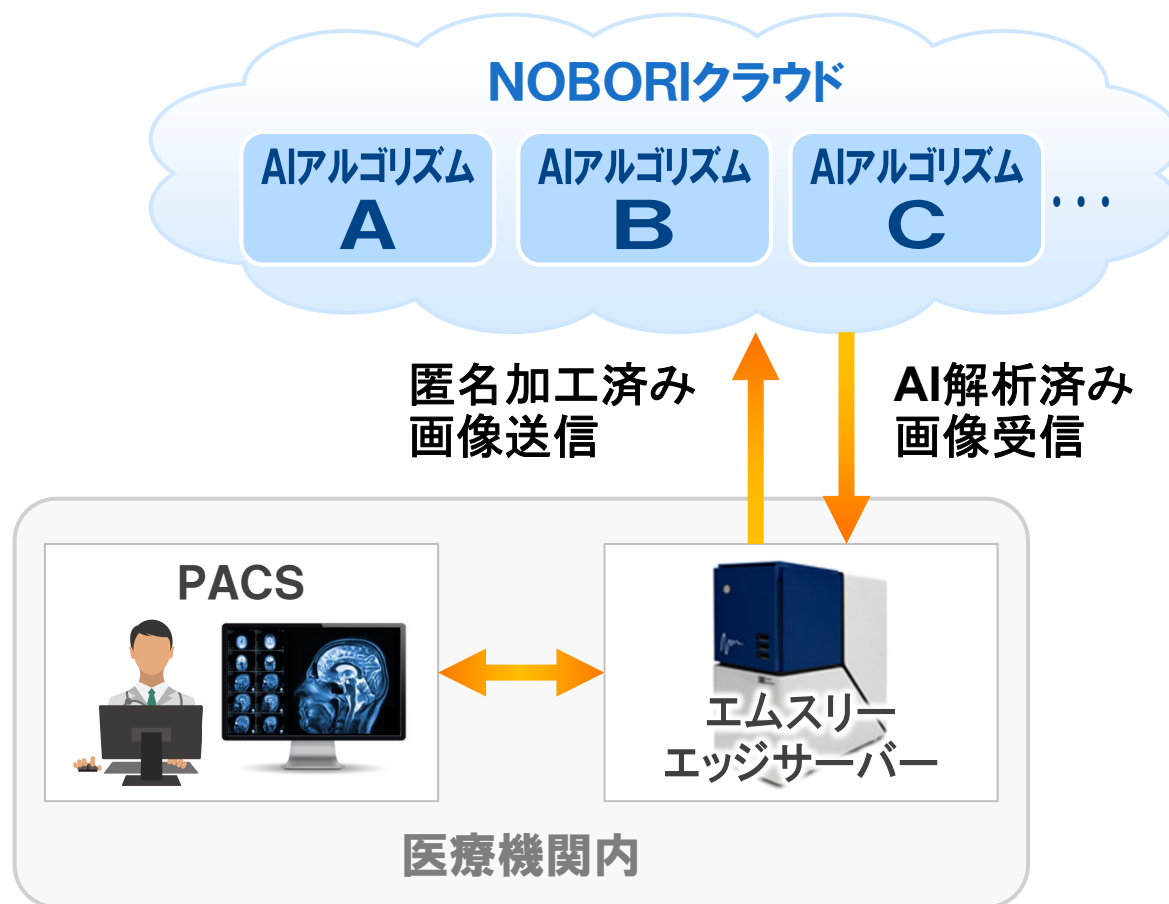 NOBORIクラウド
AIアルゴリズム
A
AIアルゴリズム
B
AIアルゴリズム
C
・・・
匿名加工済み
画像送信
AI解析済み
画像受信
PACS
エムスリー
エッジサーバー
医療機関内